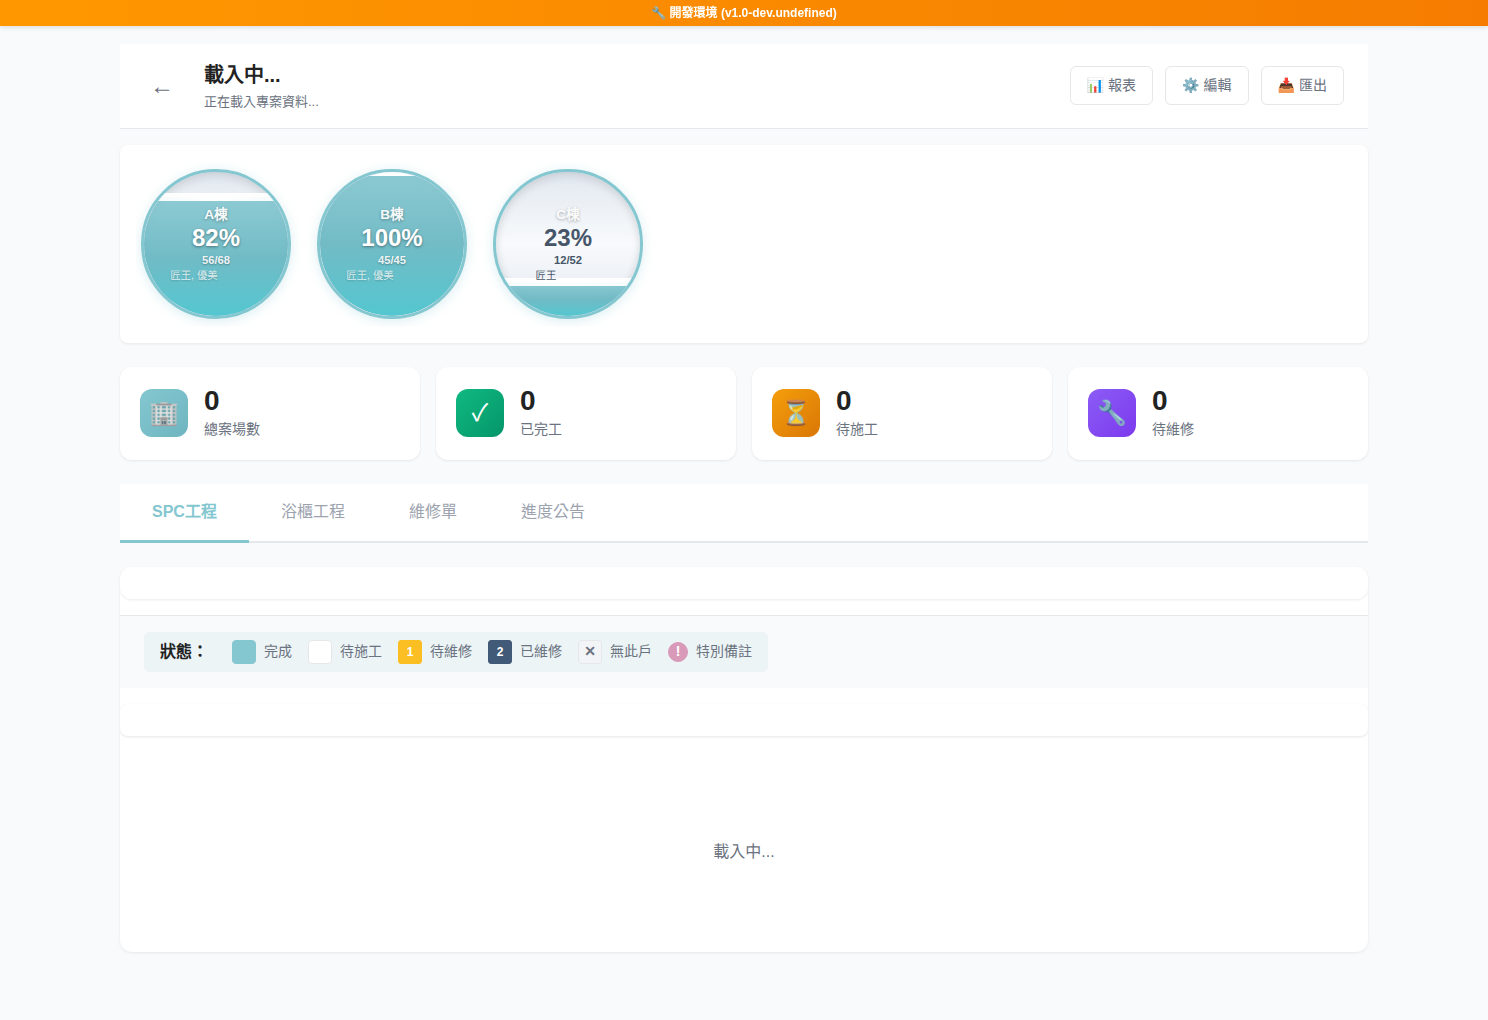 🔧 開發環境 (v1.0-dev.undefined)
←
載入中...
正在載入專案資料...
📊 報表
⚙️ 編輯
📥 匯出
A棟
82%
56/68
匠王, 優美
B棟
100%
45/45
匠王, 優美
C棟
23%
12/52
匠王
0
總案場數
0
已完工
0
待施工
0
待維修
SPC工程
浴櫃工程
維修單
進度公告
狀態：
完成
待施工
1 待維修
2 已維修
✕ 無此戶
! 特別備註
載入中...